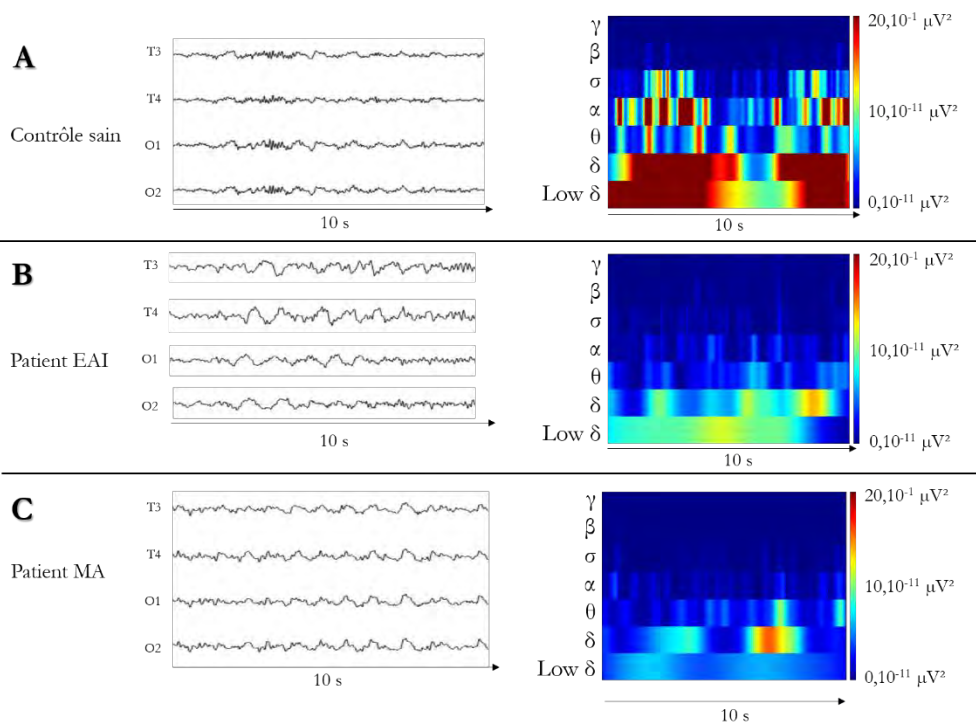 A
Contrôle sain
T3
T4
O1
O2
10 s
γ
β
σ
α
θ
δ
Low δ
20,10⁻¹ µV²
10,10⁻¹¹ µV²
0,10⁻¹¹ µV²
10 s
B
Patient EAI
T3
T4
O1
O2
10 s
γ
β
σ
α
θ
δ
Low δ
20,10⁻¹ µV²
10,10⁻¹¹ µV²
0,10⁻¹¹ µV²
10 s
C
Patient MA
T3
T4
O1
O2
10 s
γ
β
σ
α
θ
δ
Low δ
20,10⁻¹ µV²
10,10⁻¹¹ µV²
0,10⁻¹¹ µV²
10 s